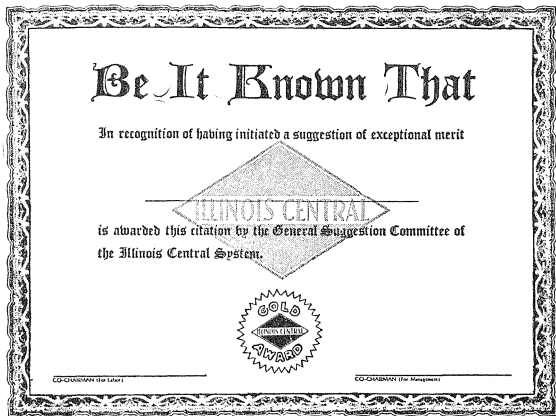 Be It Known That
In recognition of having initiated a suggestion of exceptional merit
ILLINOIS CENTRAL
is awarded this citation by the General Suggestion Committee of
the Illinois Central System.
GOLD
ILLINOIS CENTRAL
AWARD
CO-CHAIRMAN (For Labor)
CO-CHAIRMAN (For Management)